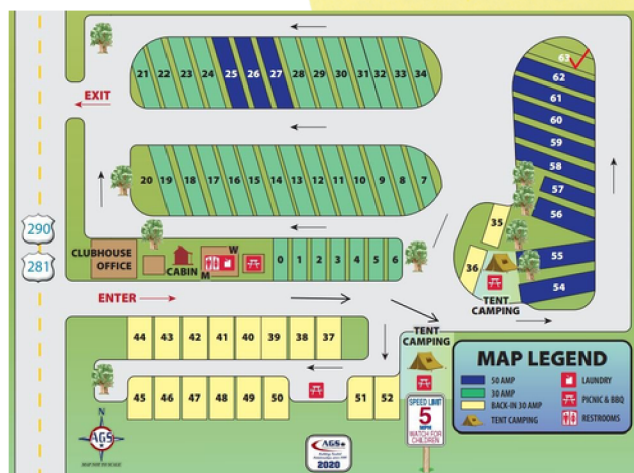 21 22 23 24 25 26 27 28 29 30 31 32 33 34
63
62
61
60
59
58
57
56
55
54
EXIT
20 19 18 17 16 15 14 13 12 11 10 9 8 7
35
36
290
281
CLUBHOUSE
OFFICE
CABIN
M
W
0 1 2 3 4 5 6
TENT
CAMPING
ENTER
44 43 42 41 40 39 38 37
TENT
CAMPING
45 46 47 48 49 50
51 52
MAP LEGEND
50 AMP
30 AMP
BACK-IN 30 AMP
TENT CAMPING
LAUNDRY
PICNIC & BBQ
RESTROOMS
SPEED LIMIT
5
MPH
WATCH FOR
CHILDREN
N
AGS
MAP NOT TO SCALE
AGS
2020